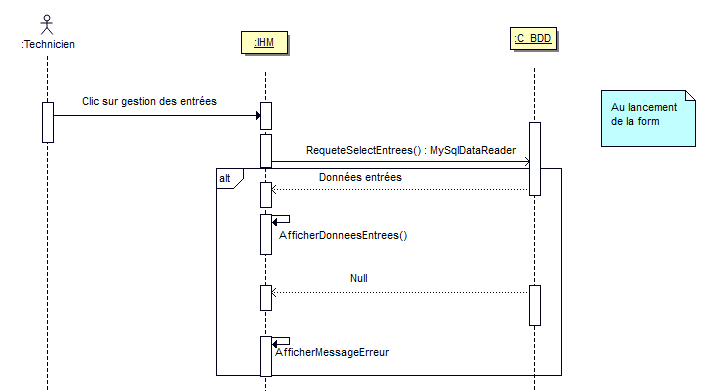 :Technicien
:IHM
:C_BDD
Clic sur gestion des entrées
Au lancement
de la form
RequeteSelectEntrees() : MySqlDataReader
alt
Données entrées
AfficherDonneesEntrees()
Null
AfficherMessageErreur